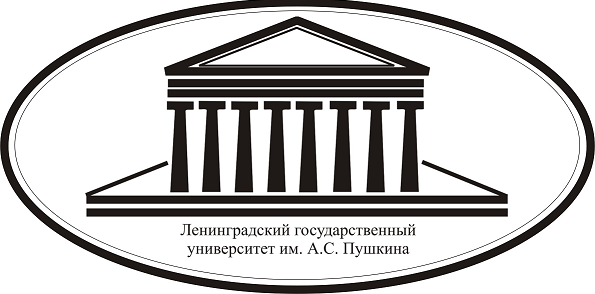 Ленинградский государственный
университет им. А.С. Пушкина